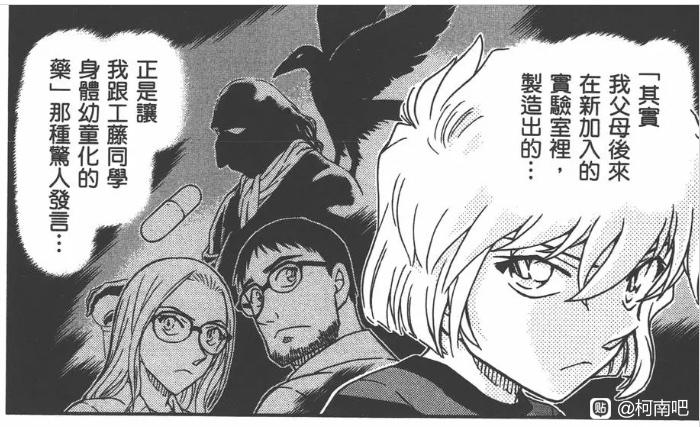 「其實
我父母後來
在新加入的
實驗室裡，
製造出的…
正是讓
我跟工藤同學
身體幼童化的
藥」那種驚人發言…
貼 @柯南吧